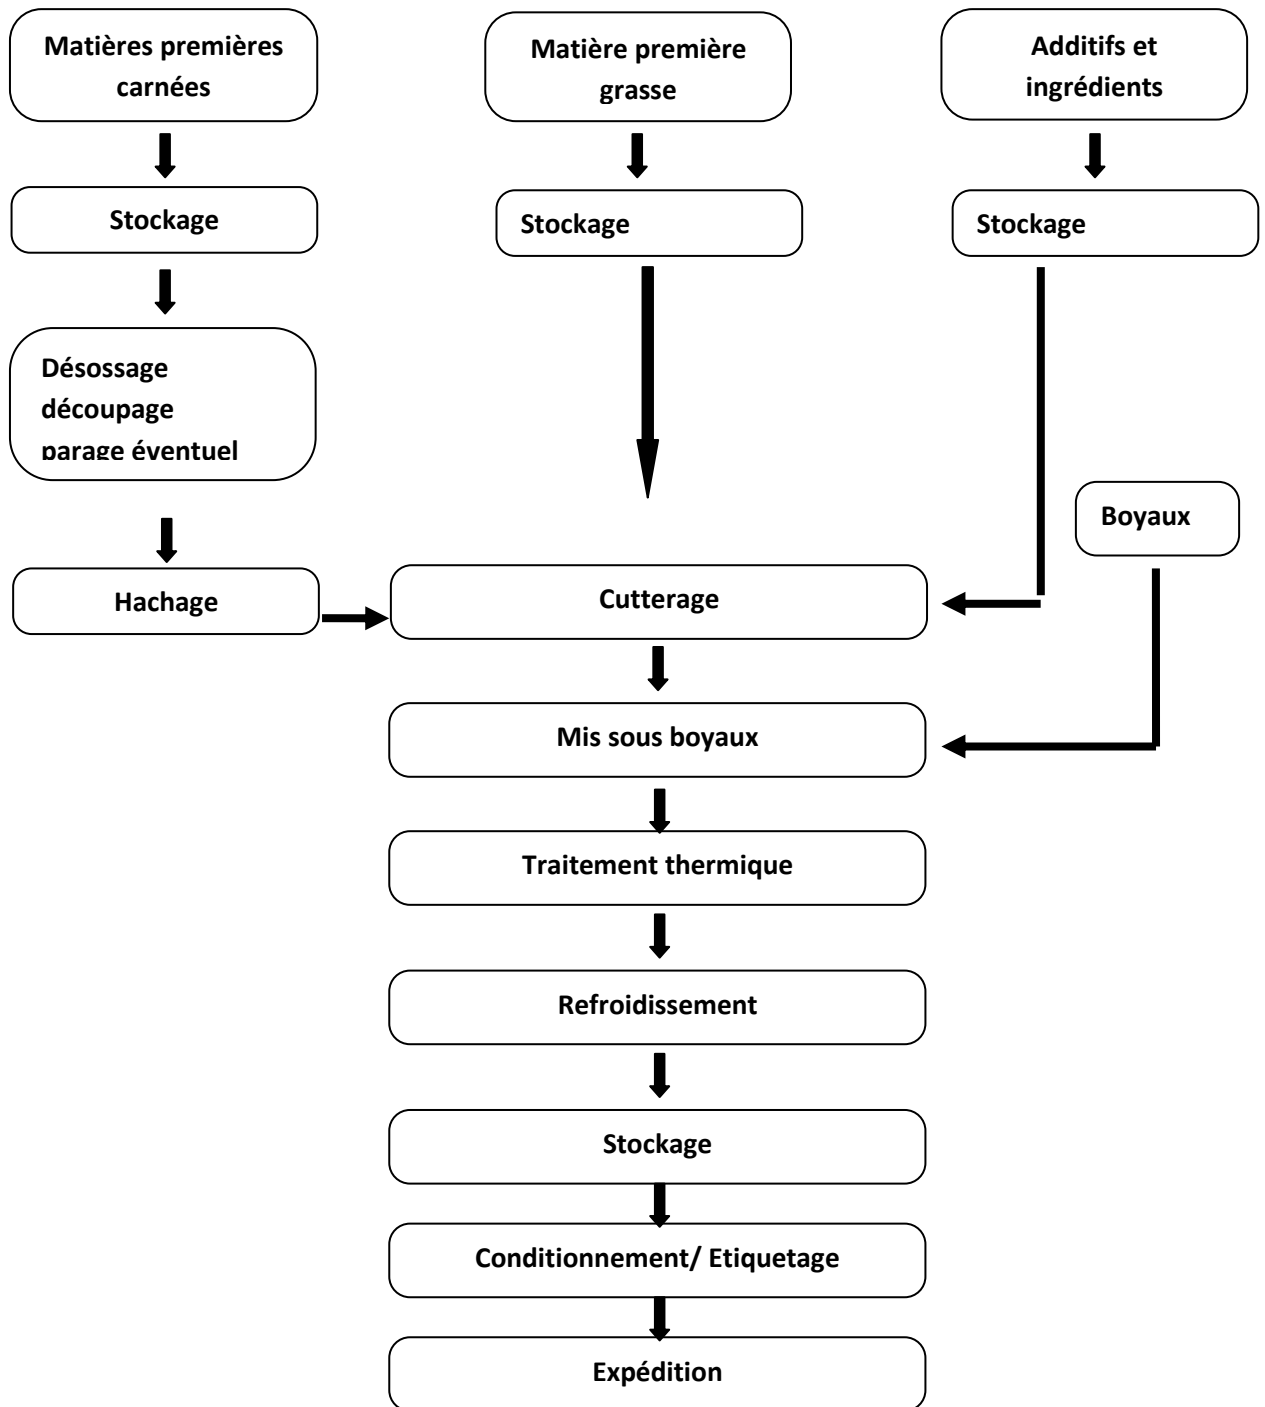 Matières premières
carnées
Matière première
grasse
Additifs et
ingrédients
Stockage
Stockage
Stockage
Désossage
découpage
parage éventuel
Boyaux
Hachage
Cutterage
Mis sous boyaux
Traitement thermique
Refroidissement
Stockage
Conditionnement/ Etiquetage
Expédition